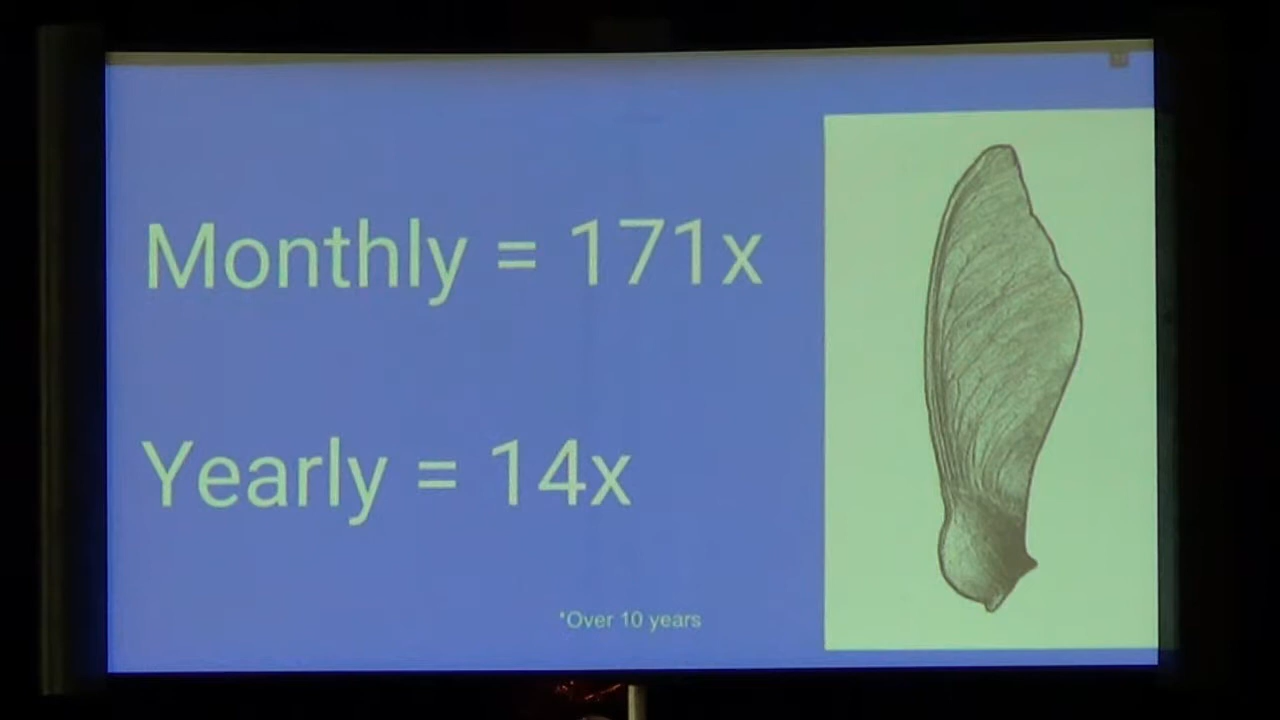 Monthly = 171x
Yearly = 14x
*Over 10 years